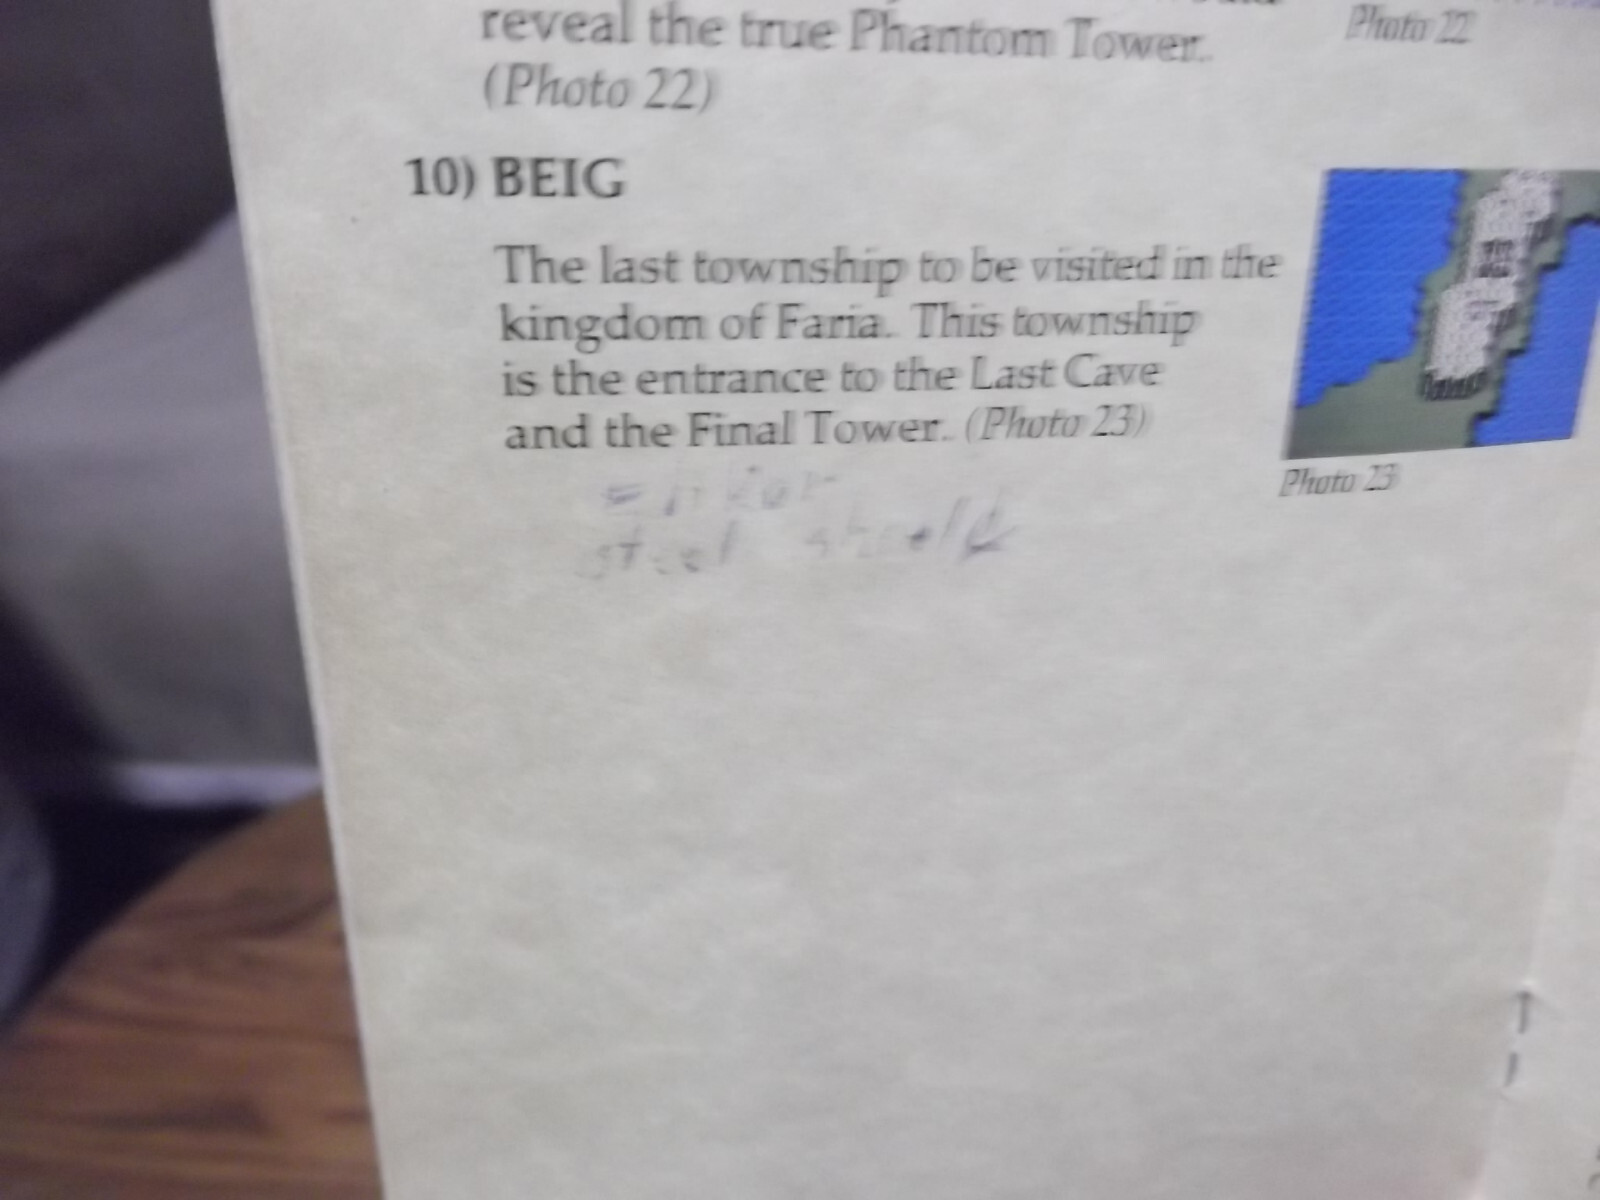 reveal the true Phantom Tower.
(Photo 22)
Photo 22
10) BEIG
The last township to be visited in the
kingdom of Faria. This township
is the entrance to the Last Cave
and the Final Tower. (Photo 23)
Photo 23
steel shield